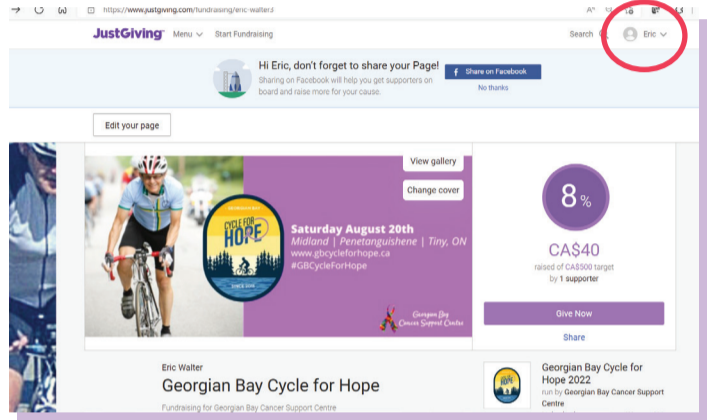 https://www.justgiving.com/fundraising/eric-walter3
JustGiving Menu Start Fundraising Search Eric
Hi Eric, don't forget to share your Page!
Sharing on Facebook will help you get supporters on
board and raise more for your cause.
f Share on Facebook
No thanks
Edit your page
View gallery
Change cover
CYCLE FOR
HOPE
Saturday August 20th
Midland | Penetanguishene | Tiny, ON
www.gbcycleforhope.ca
#GBCycleForHope
Georgian Bay
Cancer Support Centre
8%
CA$40
raised of CA$500 target
by 1 supporter
Give Now
Share
Eric Walter
Georgian Bay Cycle for Hope
Fundraising for Georgian Bay Cancer Support Centre
HOPE
Georgian Bay Cycle for
Hope 2022
run by Georgian Bay Cancer Support
Centre